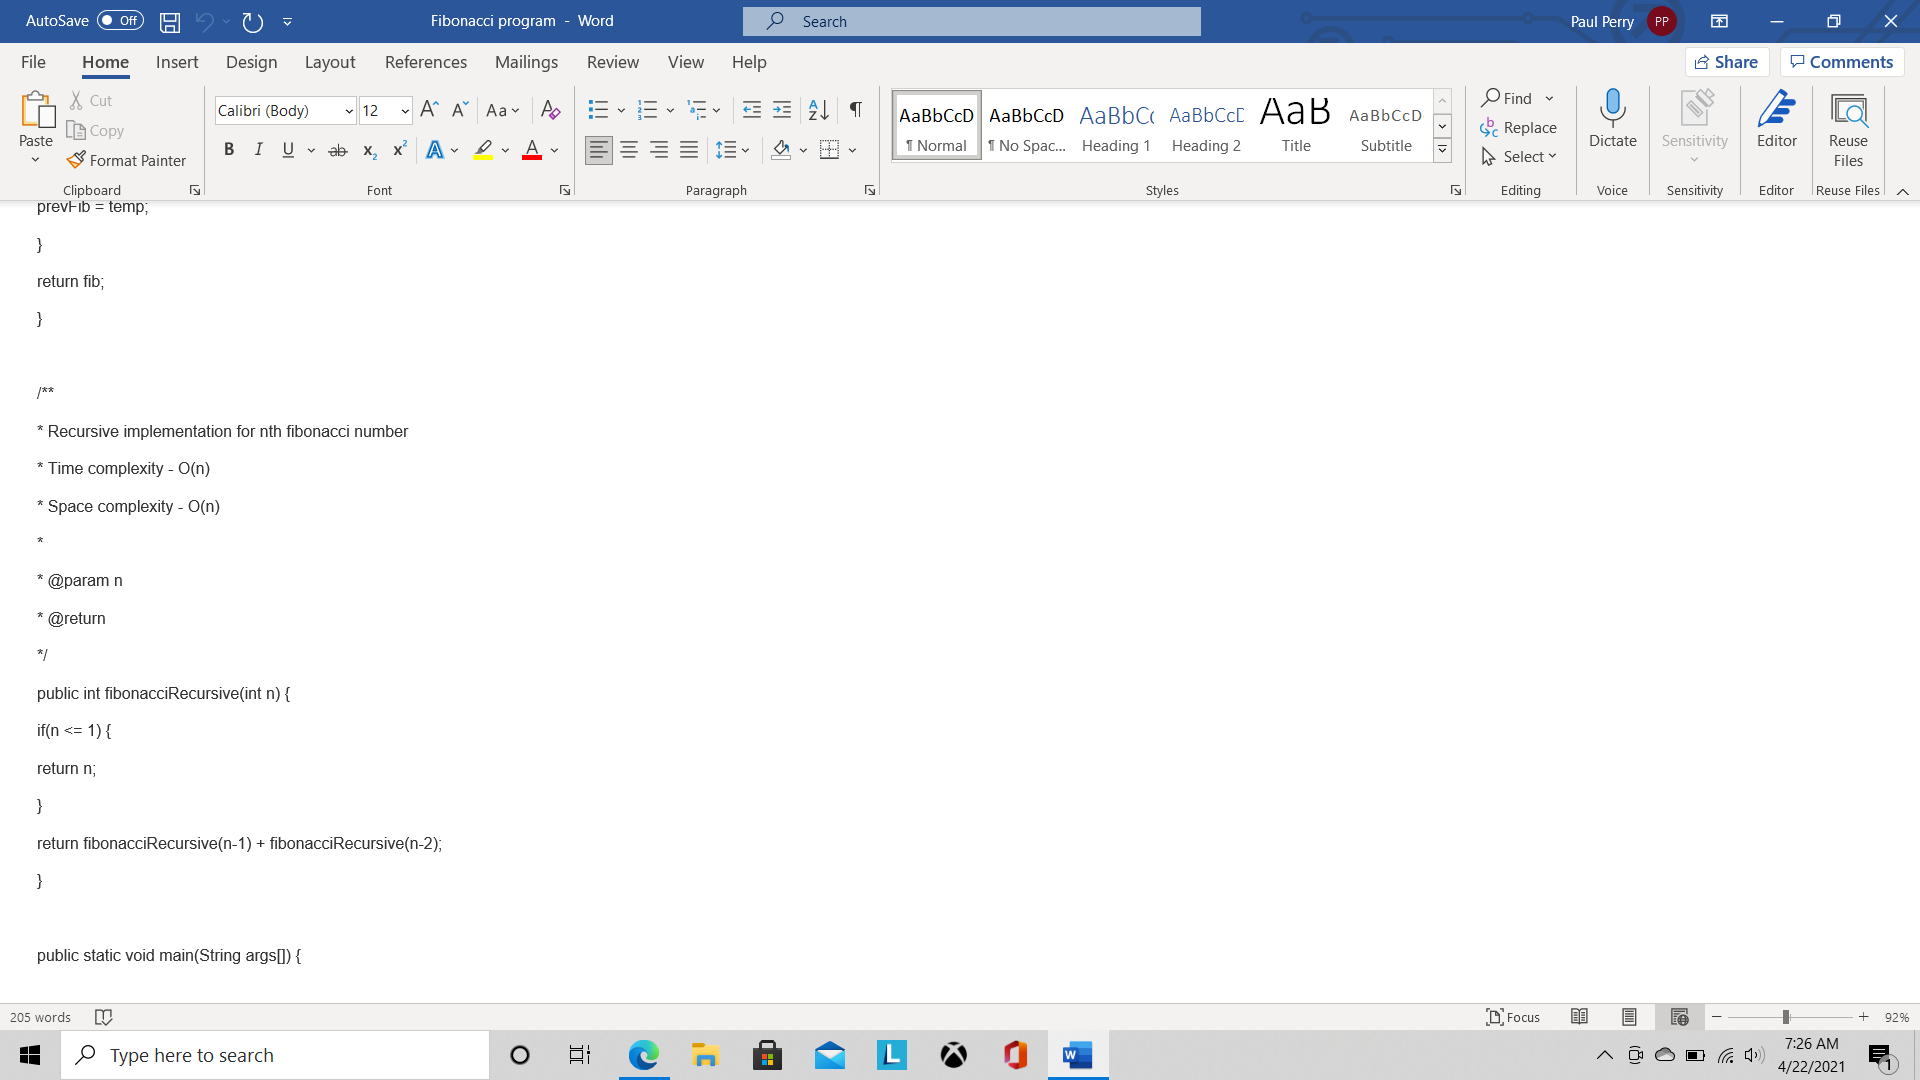 AutoSave Off Fibonacci program - Word Search Paul Perry PP
File Home Insert Design Layout References Mailings Review View Help Share Comments
Paste Cut Copy Format Painter Clipboard
Calibri (Body) 12 A A Aa A B I U ab x₂ x² A A Font
A Z ¶ Paragraph
AaBbCcD AaBbCcD AaBbCc AaBbCcD AaB AaBbCcD
¶ Normal ¶ No Spac... Heading 1 Heading 2 Title Subtitle
Styles
Find Replace Select Editing
Dictate Voice
Sensitivity Sensitivity
Editor Editor
Reuse Files Reuse Files
prevFib = temp;
}
return fib;
}
/**
* Recursive implementation for nth fibonacci number
* Time complexity - O(n)
* Space complexity - O(n)
*
* @param n
* @return
*/
public int fibonacciRecursive(int n) {
if(n <= 1) {
return n;
}
return fibonacciRecursive(n-1) + fibonacciRecursive(n-2);
}
public static void main(String args[]) {
205 words Focus 92%
Type here to search L W 7:26 AM
4/22/2021 1